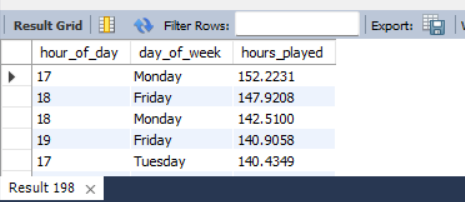 Result Grid Filter Rows: Export:
hour_of_day day_of_week hours_played
17 Monday 152.2231
18 Friday 147.9208
18 Monday 142.5100
19 Friday 140.9058
17 Tuesday 140.4349
Result 198 ×